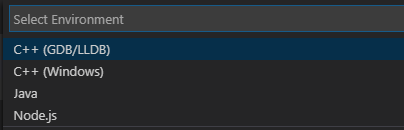 Select Environment
C++ (GDB/LLDB)
C++ (Windows)
Java
Node.js